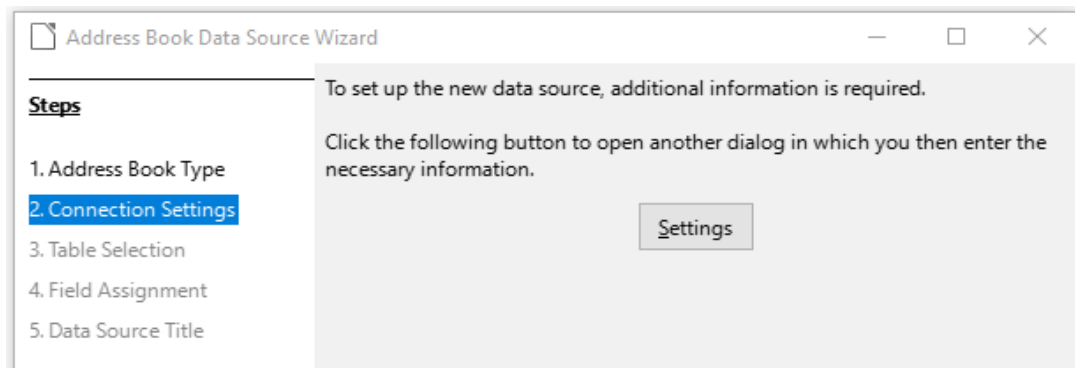 Address Book Data Source Wizard
Steps
1. Address Book Type
2. Connection Settings
3. Table Selection
4. Field Assignment
5. Data Source Title
To set up the new data source, additional information is required.
Click the following button to open another dialog in which you then enter the
necessary information.
Settings